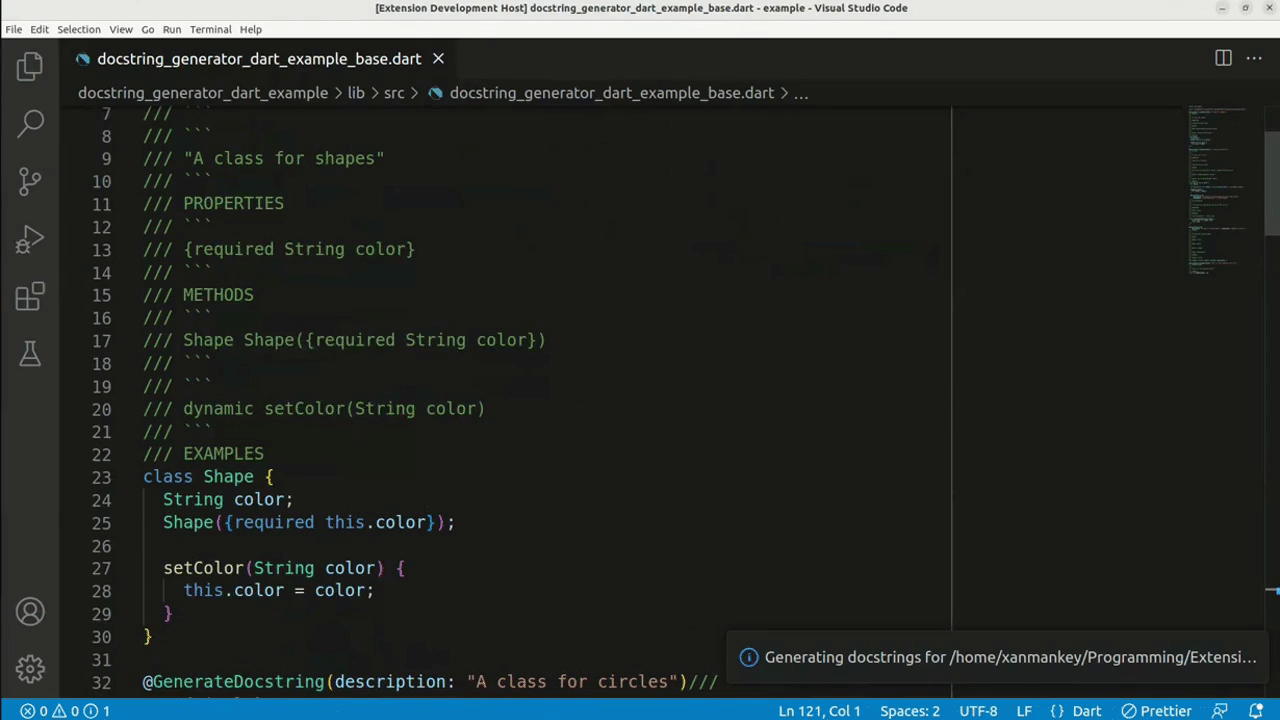 [Extension Development Host] docstring_generator_dart_example_base.dart - example - Visual Studio Code
File Edit Selection View Go Run Terminal Help
docstring_generator_dart_example_base.dart
docstring_generator_dart_example > lib > src > docstring_generator_dart_example_base.dart > ...
7 /// ```
8 /// ```
9 /// "A class for shapes"
10 /// ```
11 /// PROPERTIES
12 /// ```
13 /// {required String color}
14 /// ```
15 /// METHODS
16 /// ```
17 /// Shape Shape({required String color})
18 /// ```
19 /// ```
20 /// dynamic setColor(String color)
21 /// ```
22 /// EXAMPLES
23 class Shape {
24 String color;
25 Shape({required this.color});
26
27 setColor(String color) {
28 this.color = color;
29 }
30 }
31
32 @GenerateDocstring(description: "A class for circles")///
Generating docstrings for /home/xanmankey/Programming/Extensi...
0 0 1 Ln 121, Col 1 Spaces: 2 UTF-8 LF {} Dart Prettier